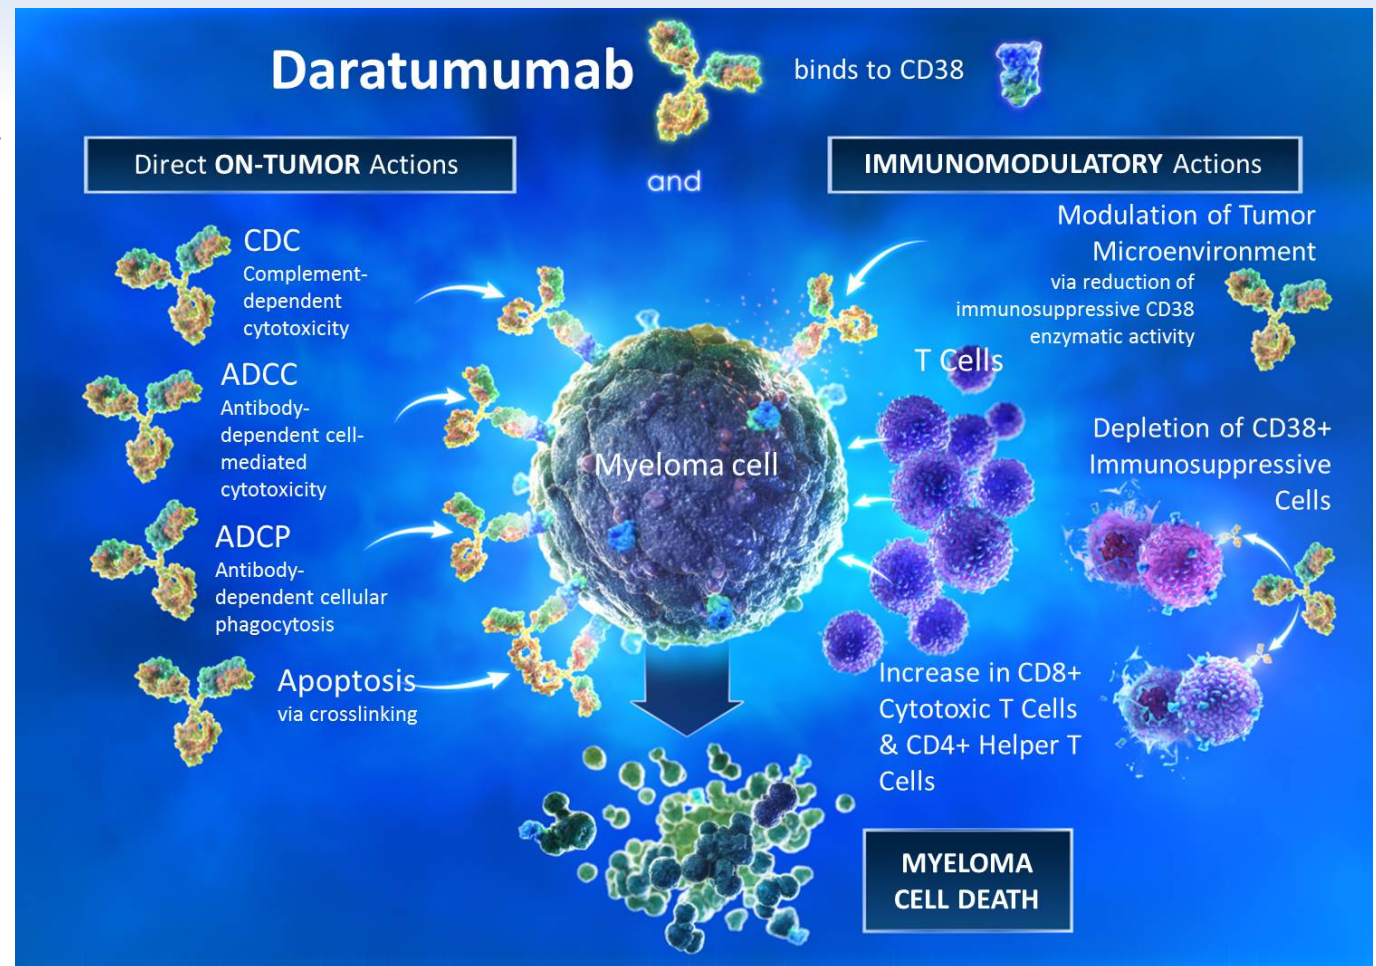 Daratumumab
binds to CD38
and
Direct ON-TUMOR Actions
CDC
Complement-
dependent
cytotoxicity
ADCC
Antibody-
dependent cell-
mediated
cytotoxicity
ADCP
Antibody-
dependent cellular
phagocytosis
Apoptosis
via crosslinking
Myeloma cell
IMMUNOMODULATORY Actions
Modulation of Tumor
Microenvironment
via reduction of
immunosuppressive CD38
enzymatic activity
T Cells
Depletion of CD38+
Immunosuppressive
Cells
Increase in CD8+
Cytotoxic T Cells
& CD4+ Helper T
Cells
MYELOMA
CELL DEATH